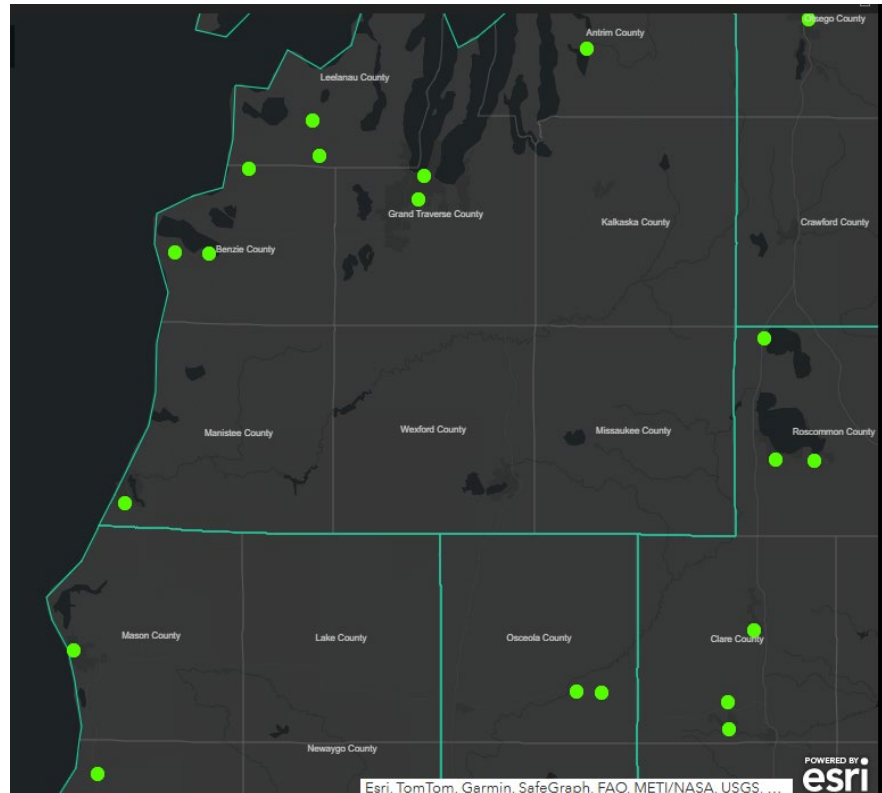 Otsego County
Antrim County
Leelanau County
Grand Traverse County
Kalkaska County
Crawford County
Benzie County
Manistee County
Wexford County
Missaukee County
Roscommon County
Mason County
Lake County
Osceola County
Clare County
Newaygo County
POWERED BY
esri
Esri, TomTom, Garmin, SafeGraph, FAO, METI/NASA, USGS, ...